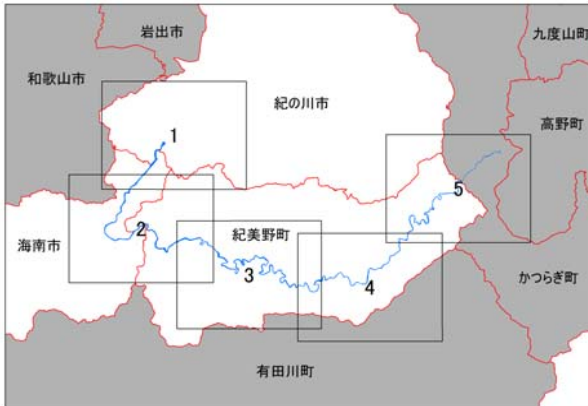 岩出市
九度山町
和歌山市
紀の川市
高野町
1
5
紀美野町
2
海南市
3
4
かつらぎ町
有田川町